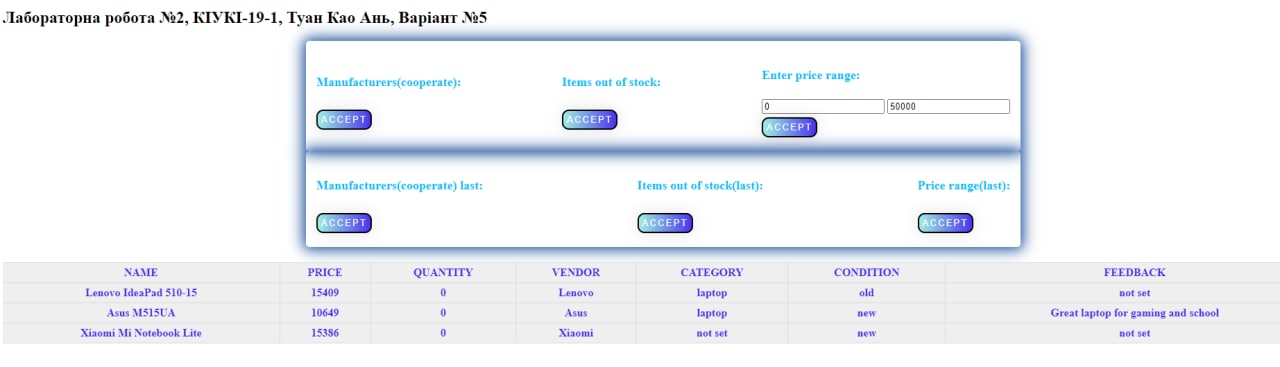 Лабораторна робота №2, КІУКІ-19-1, Туан Као Ань, Варіант №5
Manufacturers(cooperate): Items out of stock: Enter price range:
0 50000
ACCEPT ACCEPT ACCEPT
Manufacturers(cooperate) last: Items out of stock(last): Price range(last):
ACCEPT ACCEPT ACCEPT
NAME PRICE QUANTITY VENDOR CATEGORY CONDITION FEEDBACK
Lenovo IdeaPad 510-15 15409 0 Lenovo laptop old not set
Asus M515UA 10649 0 Asus laptop new Great laptop for gaming and school
Xiaomi Mi Notebook Lite 15386 0 Xiaomi not set new not set